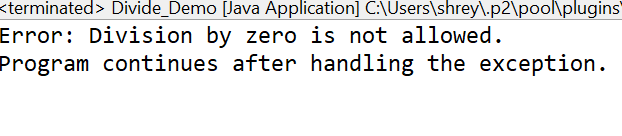 <terminated> Divide_Demo [Java Application] C:\Users\shrey\.p2\pool\plugins\
Error: Division by zero is not allowed.
Program continues after handling the exception.